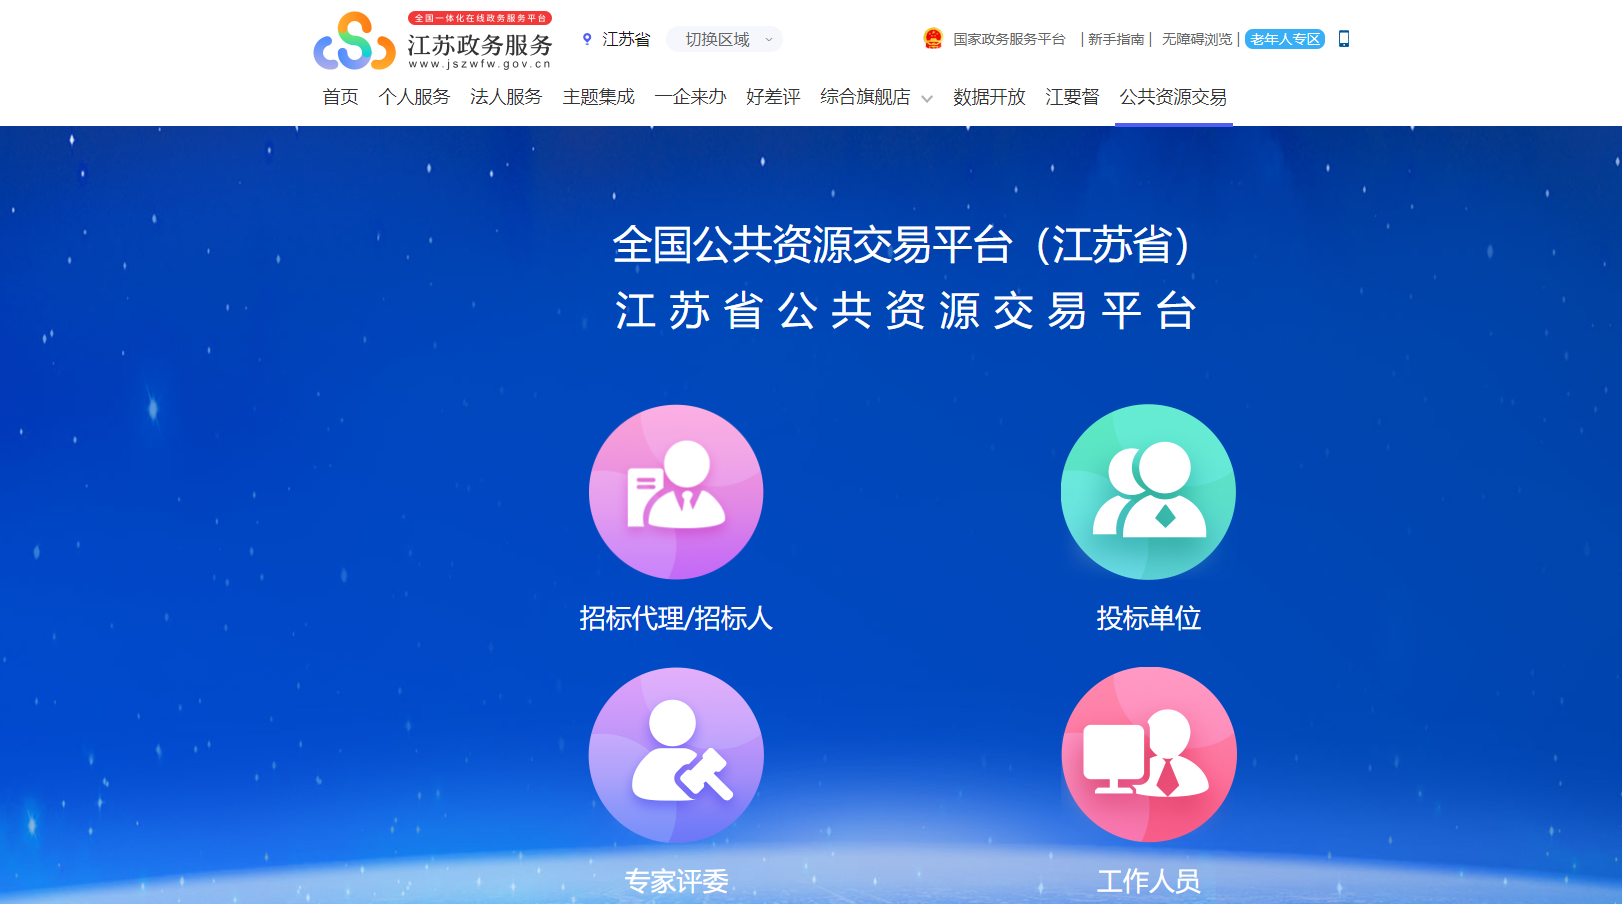 全国一体化在线政务服务平台
江苏政务服务
www.jszwfw.gov.cn
江苏省
切换区域
国家政务服务平台 | 新手指南 | 无障碍浏览 | 老年人专区
首页 个人服务 法人服务 主题集成 一企来办 好差评 综合旗舰店 数据开放 江要督 公共资源交易
全国公共资源交易平台（江苏省）
江苏省公共资源交易平台
招标代理/招标人
投标单位
专家评委
工作人员